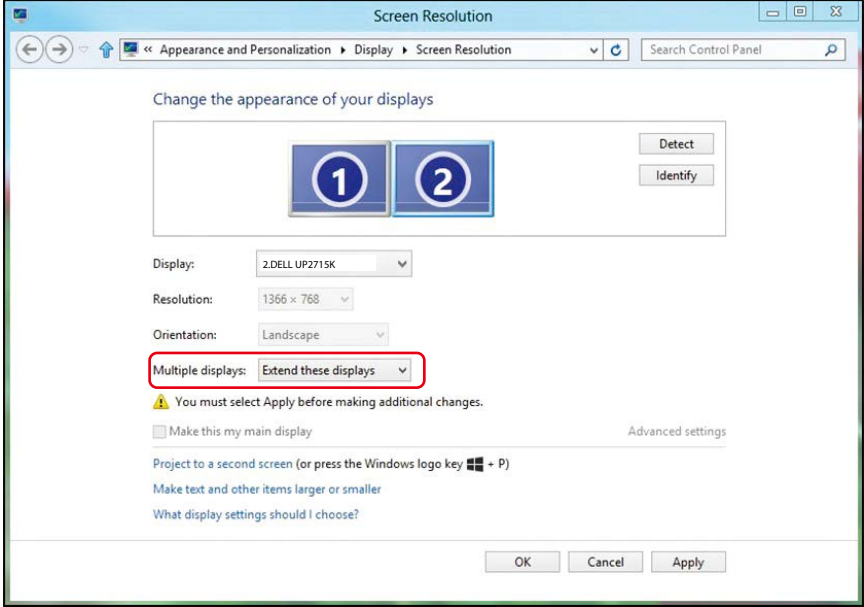 Screen Resolution
« Appearance and Personalization ▸ Display ▸ Screen Resolution
Search Control Panel
Change the appearance of your displays
1 2
Detect
Identify
Display: 2.DELL UP2715K
Resolution: 1366 × 768
Orientation: Landscape
Multiple displays: Extend these displays
You must select Apply before making additional changes.
Make this my main display
Advanced settings
Project to a second screen (or press the Windows logo key + P)
Make text and other items larger or smaller
What display settings should I choose?
OK Cancel Apply